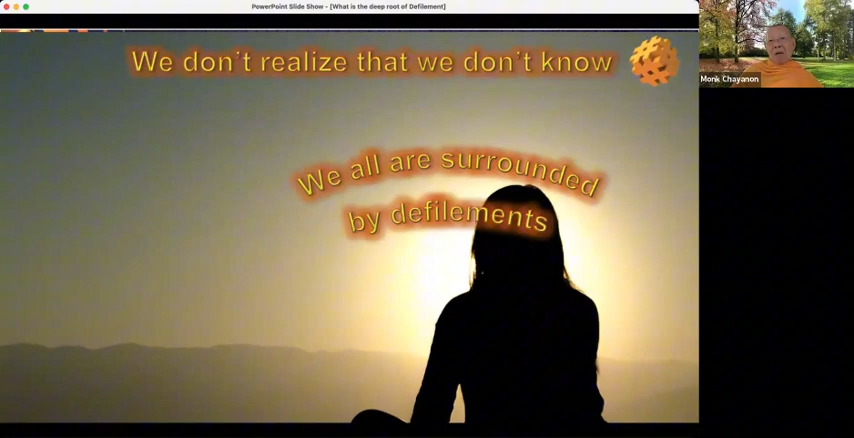 PowerPoint Slide Show - [What is the deep root of Defilement]
We don't realize that we don't know
We all are surrounded
by defilements
Monk Chayanon